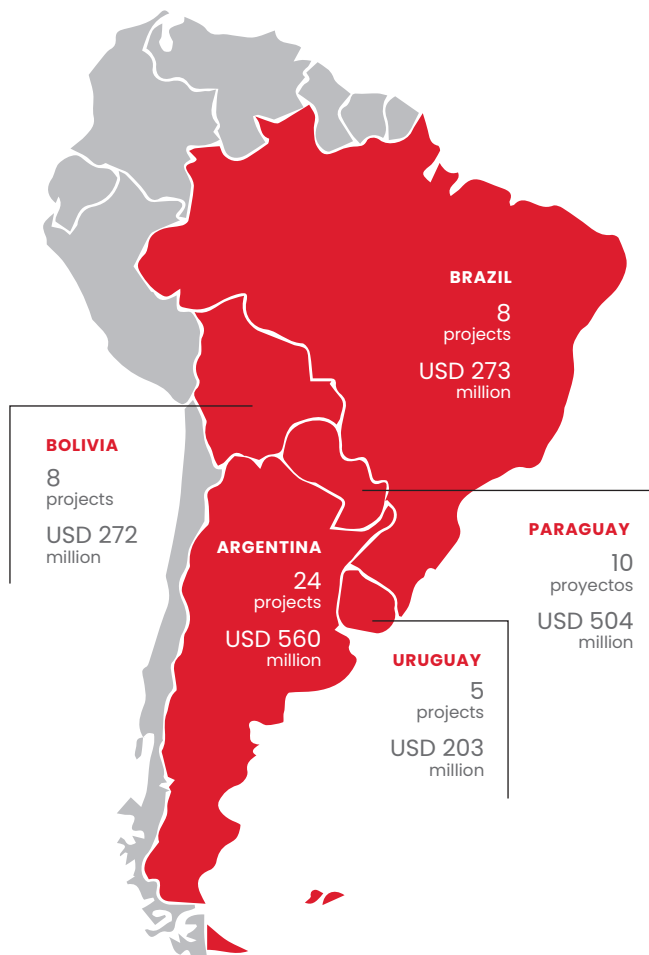 BRAZIL
8
projects
USD 273
million
BOLIVIA
8
projects
USD 272
million
PARAGUAY
10
proyectos
USD 504
million
ARGENTINA
24
projects
USD 560
million
URUGUAY
5
projects
USD 203
million